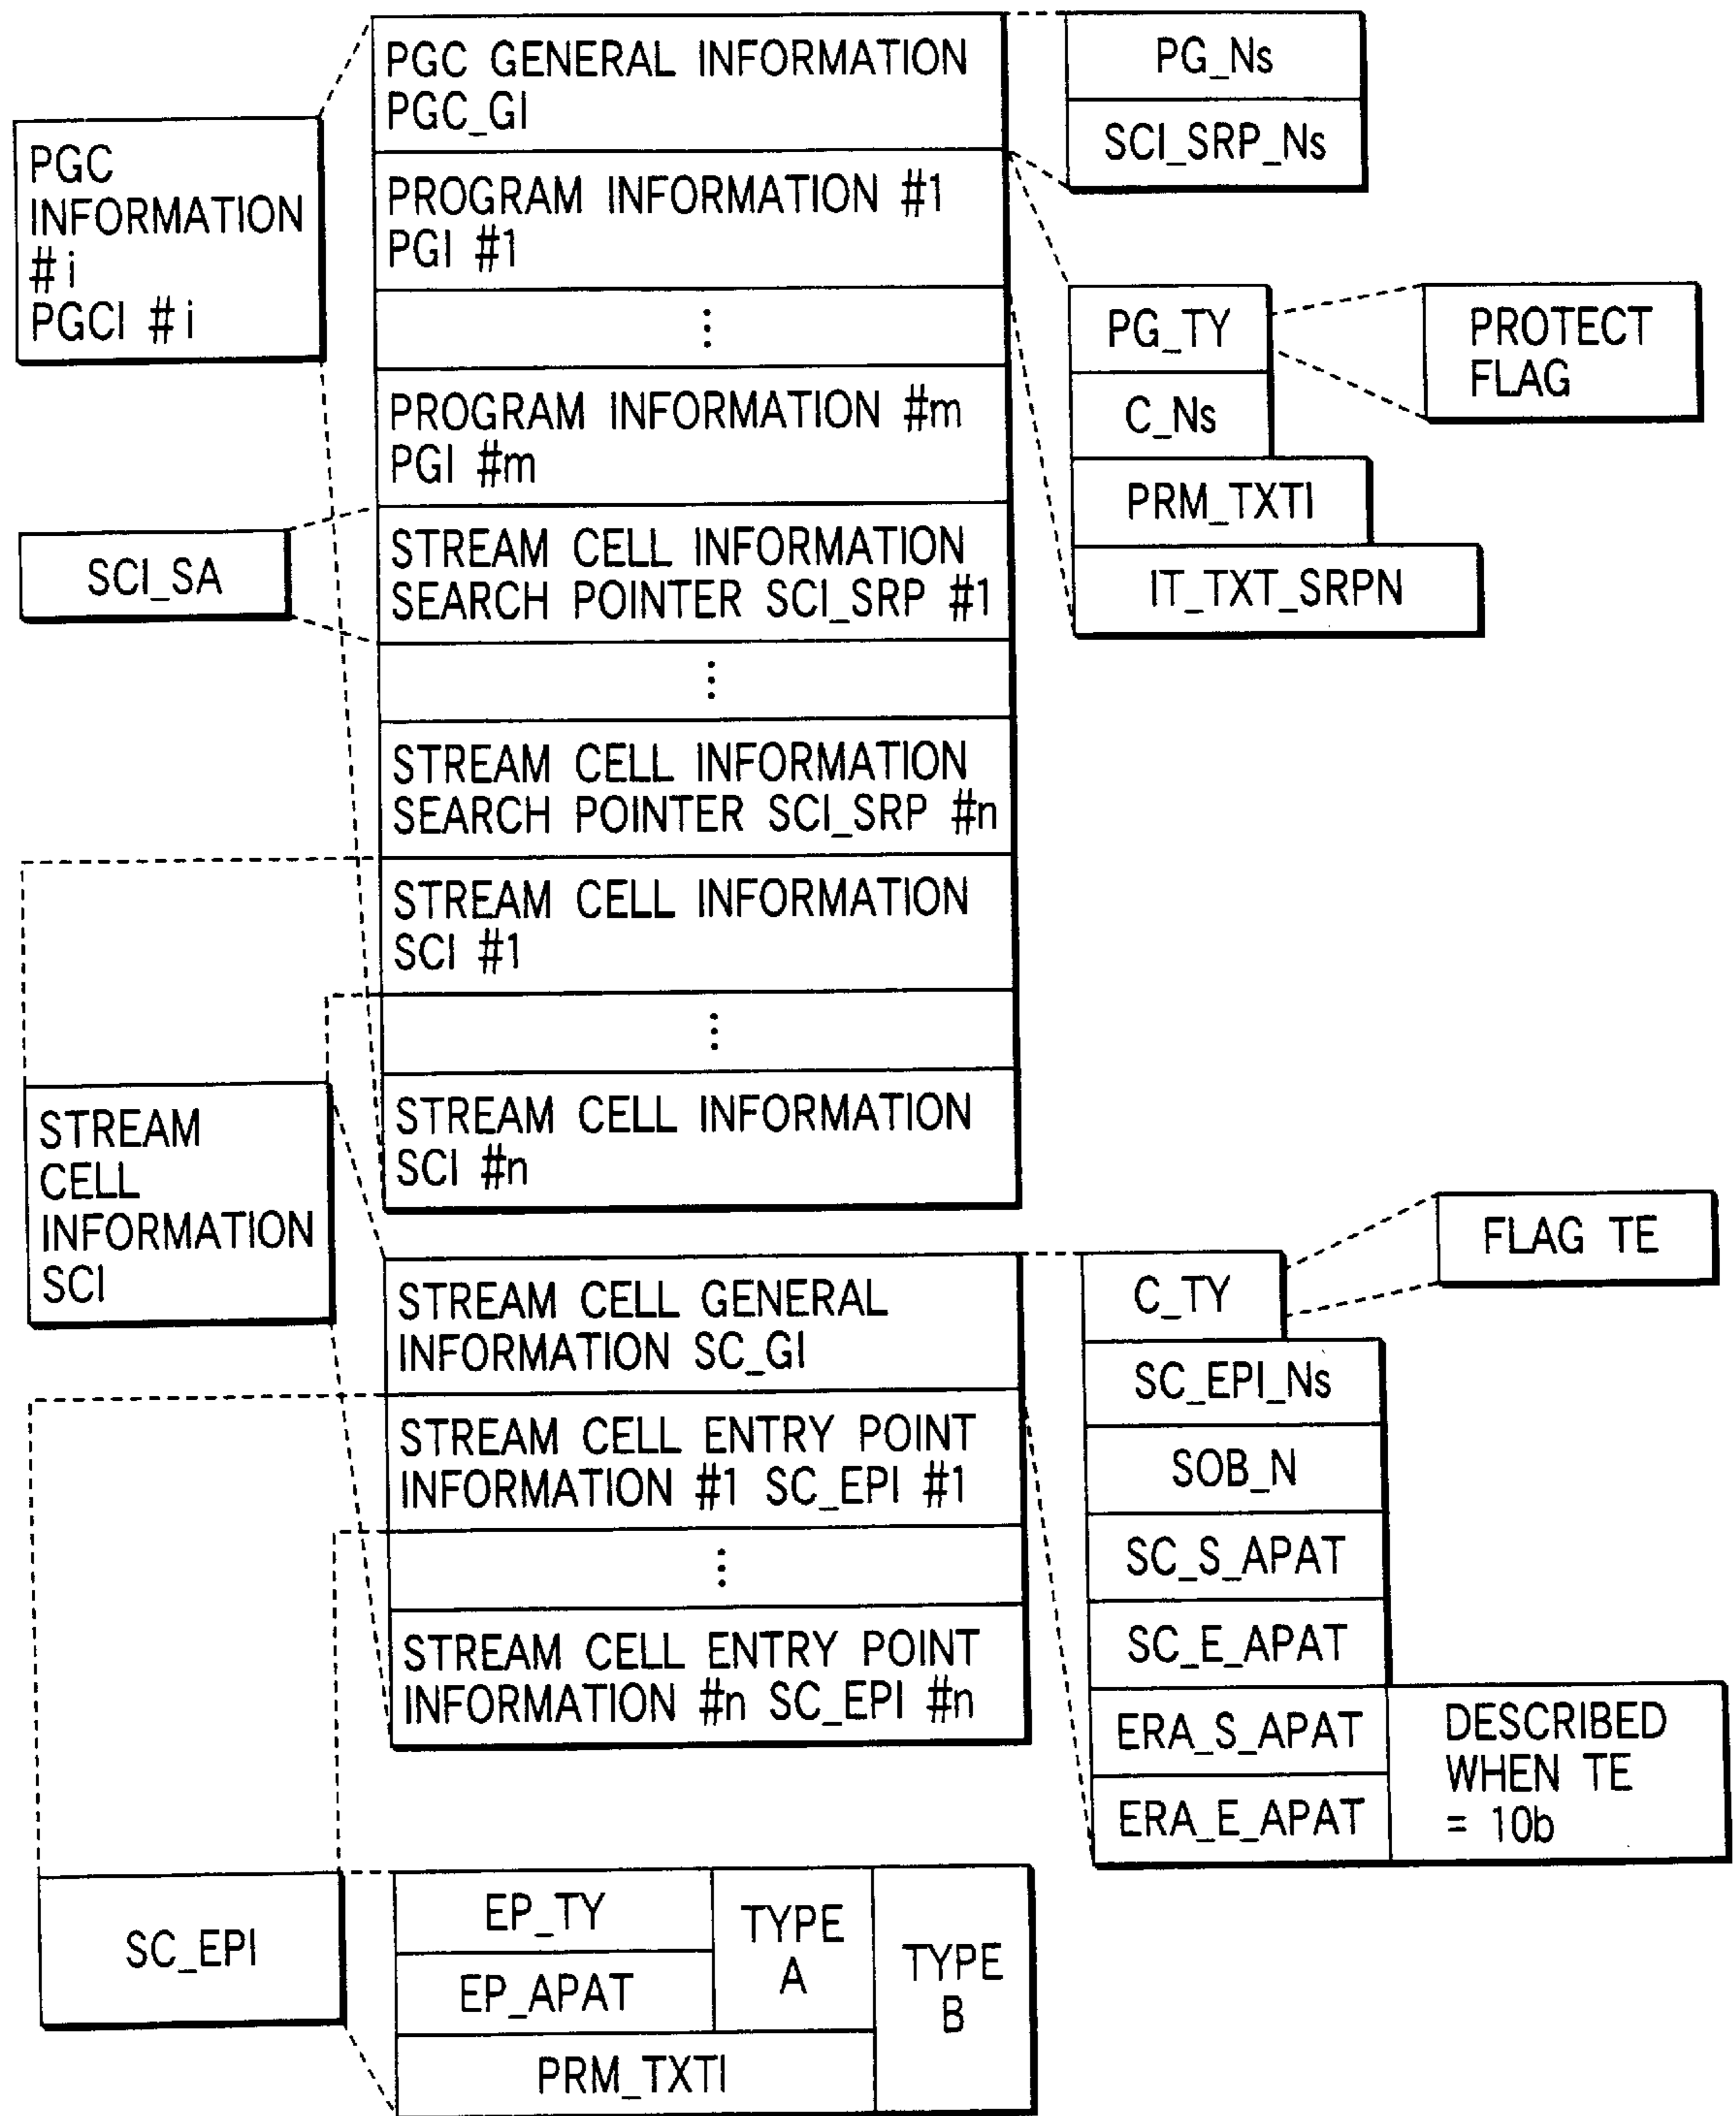 PGC GENERAL INFORMATION
PGC_GI
PG_Ns
SCI_SRP_Ns
PGC
INFORMATION
# i
PGCI # i
PROGRAM INFORMATION #1
PGI #1
⋮
PG_TY
PROTECT
FLAG
C_Ns
PROGRAM INFORMATION #m
PGI #m
PRM_TXTI
IT_TXT_SRPN
SCI_SA
STREAM CELL INFORMATION
SEARCH POINTER SCI_SRP #1
⋮
STREAM CELL INFORMATION
SEARCH POINTER SCI_SRP #n
STREAM CELL INFORMATION
SCI #1
⋮
STREAM CELL INFORMATION
SCI #n
STREAM
CELL
INFORMATION
SCI
STREAM CELL GENERAL
INFORMATION SC_GI
C_TY
FLAG TE
SC_EPI_Ns
SOB_N
SC_S_APAT
SC_E_APAT
ERA_S_APAT
ERA_E_APAT
DESCRIBED
WHEN TE
= 10b
STREAM CELL ENTRY POINT
INFORMATION #1 SC_EPI #1
⋮
STREAM CELL ENTRY POINT
INFORMATION #n SC_EPI #n
SC_EPI
EP_TY
EP_APAT
TYPE
A
TYPE
B
PRM_TXTI